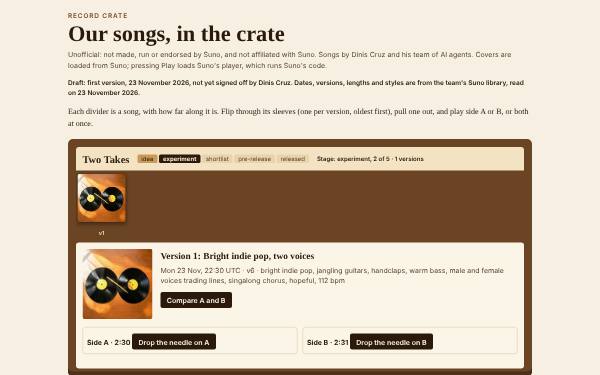 RECORD CRATE
Our songs, in the crate
Unofficial: not made, run or endorsed by Suno, and not affiliated with Suno. Songs by Dinis Cruz and his team of AI agents. Covers are
loaded from Suno; pressing Play loads Suno's player, which runs Suno's code.
Draft: first version, 23 November 2026, not yet signed off by Dinis Cruz. Dates, versions, lengths and styles are from the team's Suno library, read
on 23 November 2026.
Each divider is a song, with how far along it is. Flip through its sleeves (one per version, oldest first), pull one out, and play side A or B, or both
at once.
Two Takes idea experiment shortlist pre-release released Stage: experiment, 2 of 5 · 1 versions
v1
Version 1: Bright indie pop, two voices
Mon 23 Nov, 22:30 UTC · v6 · bright indie pop, jangling guitars, handclaps, warm bass, male and female
voices trading lines, singalong chorus, hopeful, 112 bpm
Compare A and B
Side A · 2:30 Drop the needle on A Side B · 2:31 Drop the needle on B